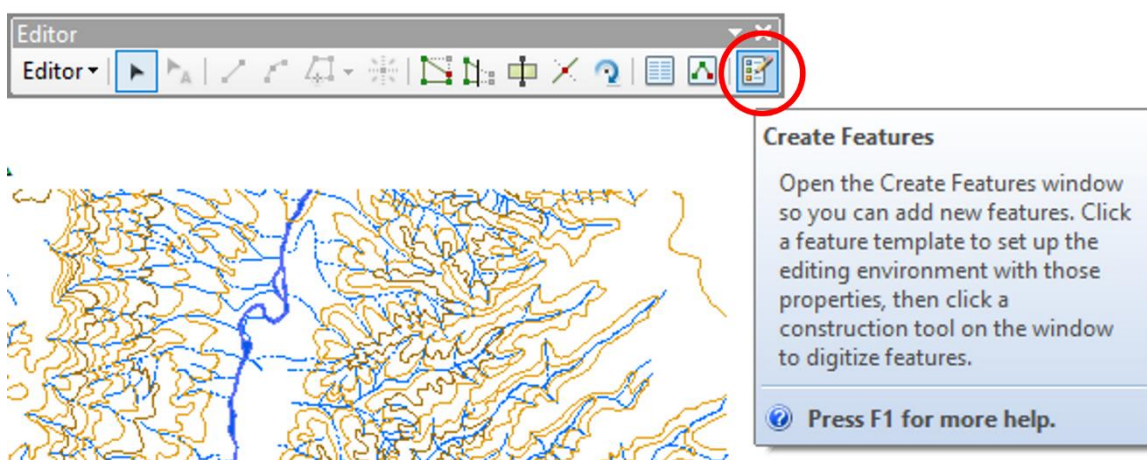 Editor
Editor
Create Features
Open the Create Features window
so you can add new features. Click
a feature template to set up the
editing environment with those
properties, then click a
construction tool on the window
to digitize features.
Press F1 for more help.